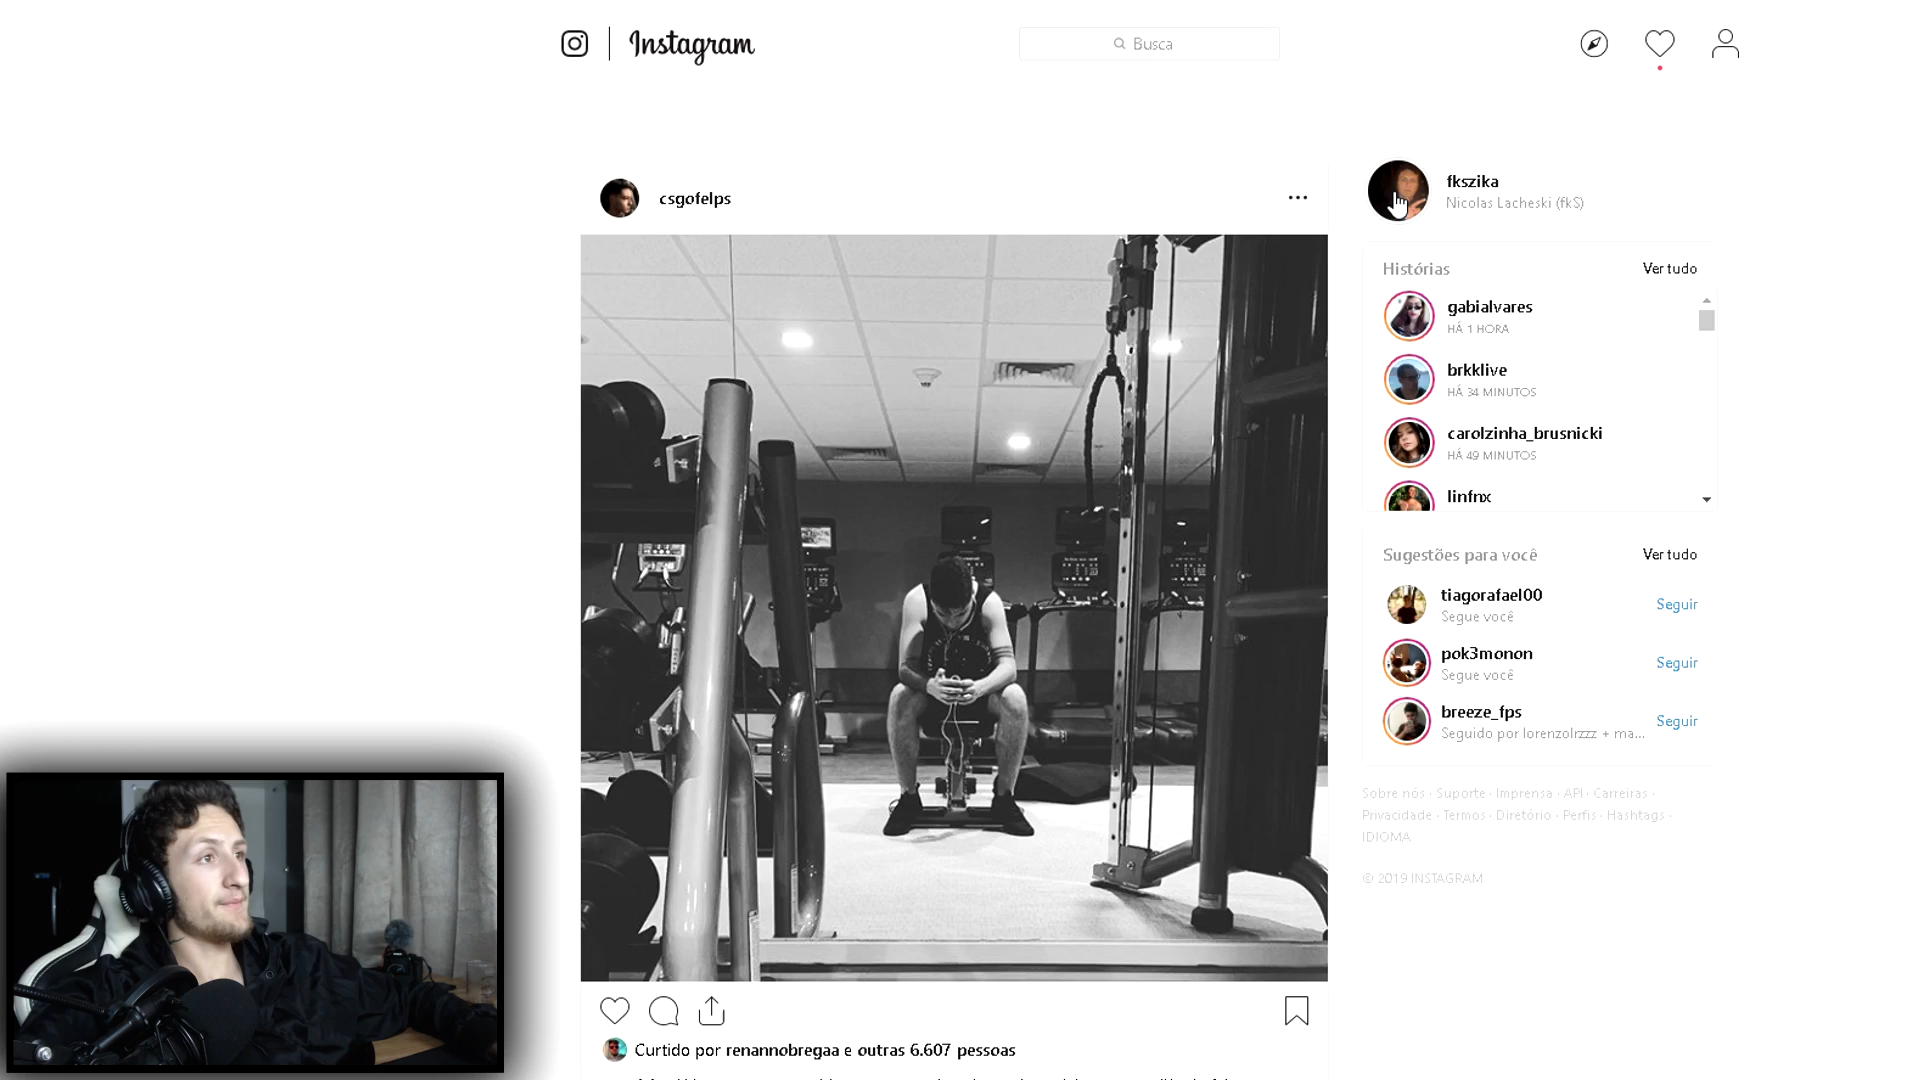 Instagram
Busca
csgofelps
fkszika
Nicolas Lacheski (fkS)
Histórias
Ver tudo
gabialvares
HÁ 1 HORA
brkklive
HÁ 34 MINUTOS
carolzinha_brusnicki
HÁ 49 MINUTOS
linfnx
Sugestões para você
Ver tudo
tiagorafael00
Segue você
Seguir
pok3monon
Segue você
Seguir
breeze_fps
Seguido por lorenzolrzzz + ma...
Seguir
Sobre nós · Suporte · Imprensa · API · Carreiras ·
Privacidade · Termos · Diretório · Perfis · Hashtags ·
IDIOMA
© 2019 INSTAGRAM
Curtido por renannobregaa e outras 6.607 pessoas